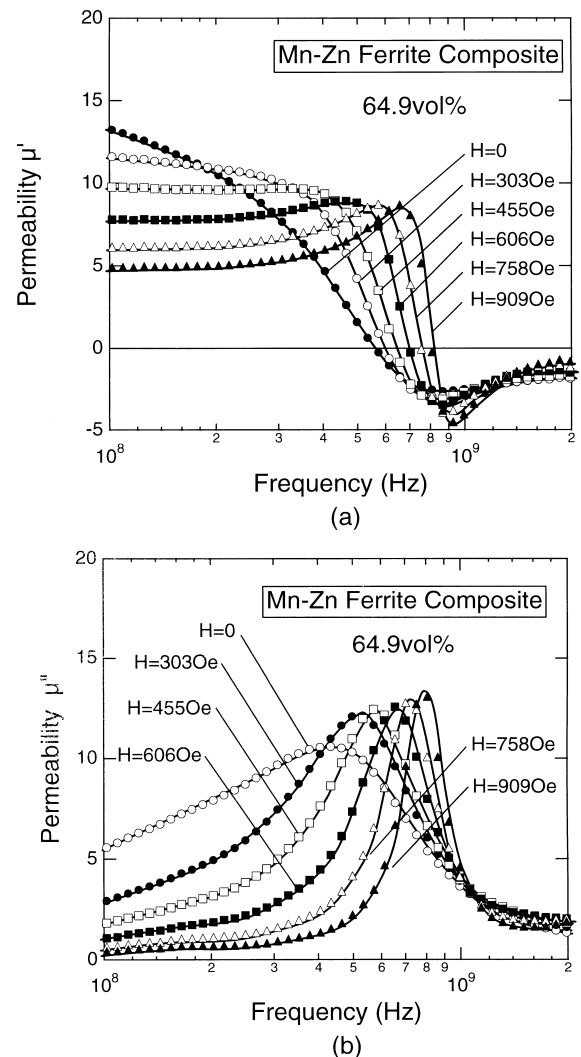 20
Mn-Zn Ferrite Composite
64.9vol%
15
H=0
H=303Oe
10
H=455Oe
H=606Oe
5
H=758Oe
H=909Oe
0
-5
Permeability μ'
10⁸ 2 3 4 5 6 7 8 9 10⁹ 2
Frequency (Hz)
(a)
20
Mn-Zn Ferrite Composite
H=0
64.9vol%
15
H=303Oe
H=455Oe
H=606Oe
H=758Oe
10
H=909Oe
5
0
Permeability μ"
10⁸ 2 3 4 5 6 7 8 9 10⁹ 2
Frequency (Hz)
(b)